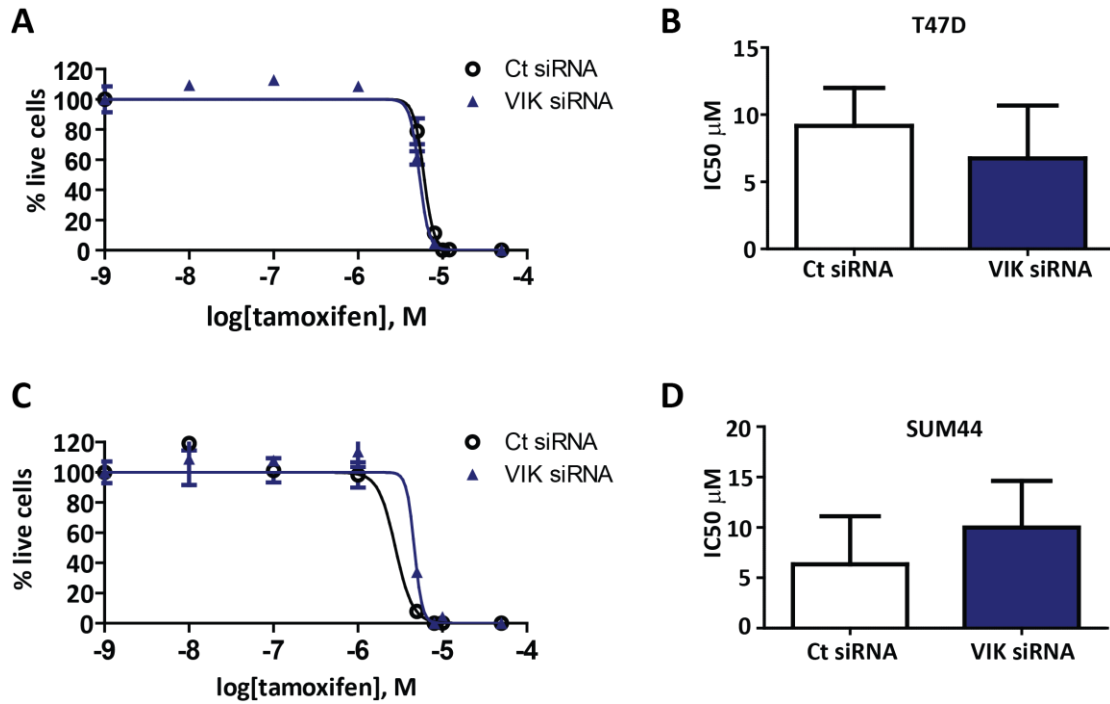 A
120
100
80
60
40
20
0
% live cells
-9 -8 -7 -6 -5 -4
log[tamoxifen], M
Ct siRNA
VIK siRNA
B
T47D
15
10
5
0
IC50 μM
Ct siRNA VIK siRNA
C
120
100
80
60
40
20
0
% live cells
-9 -8 -7 -6 -5 -4
log[tamoxifen], M
Ct siRNA
VIK siRNA
D
SUM44
20
15
10
5
0
IC50 μM
Ct siRNA VIK siRNA